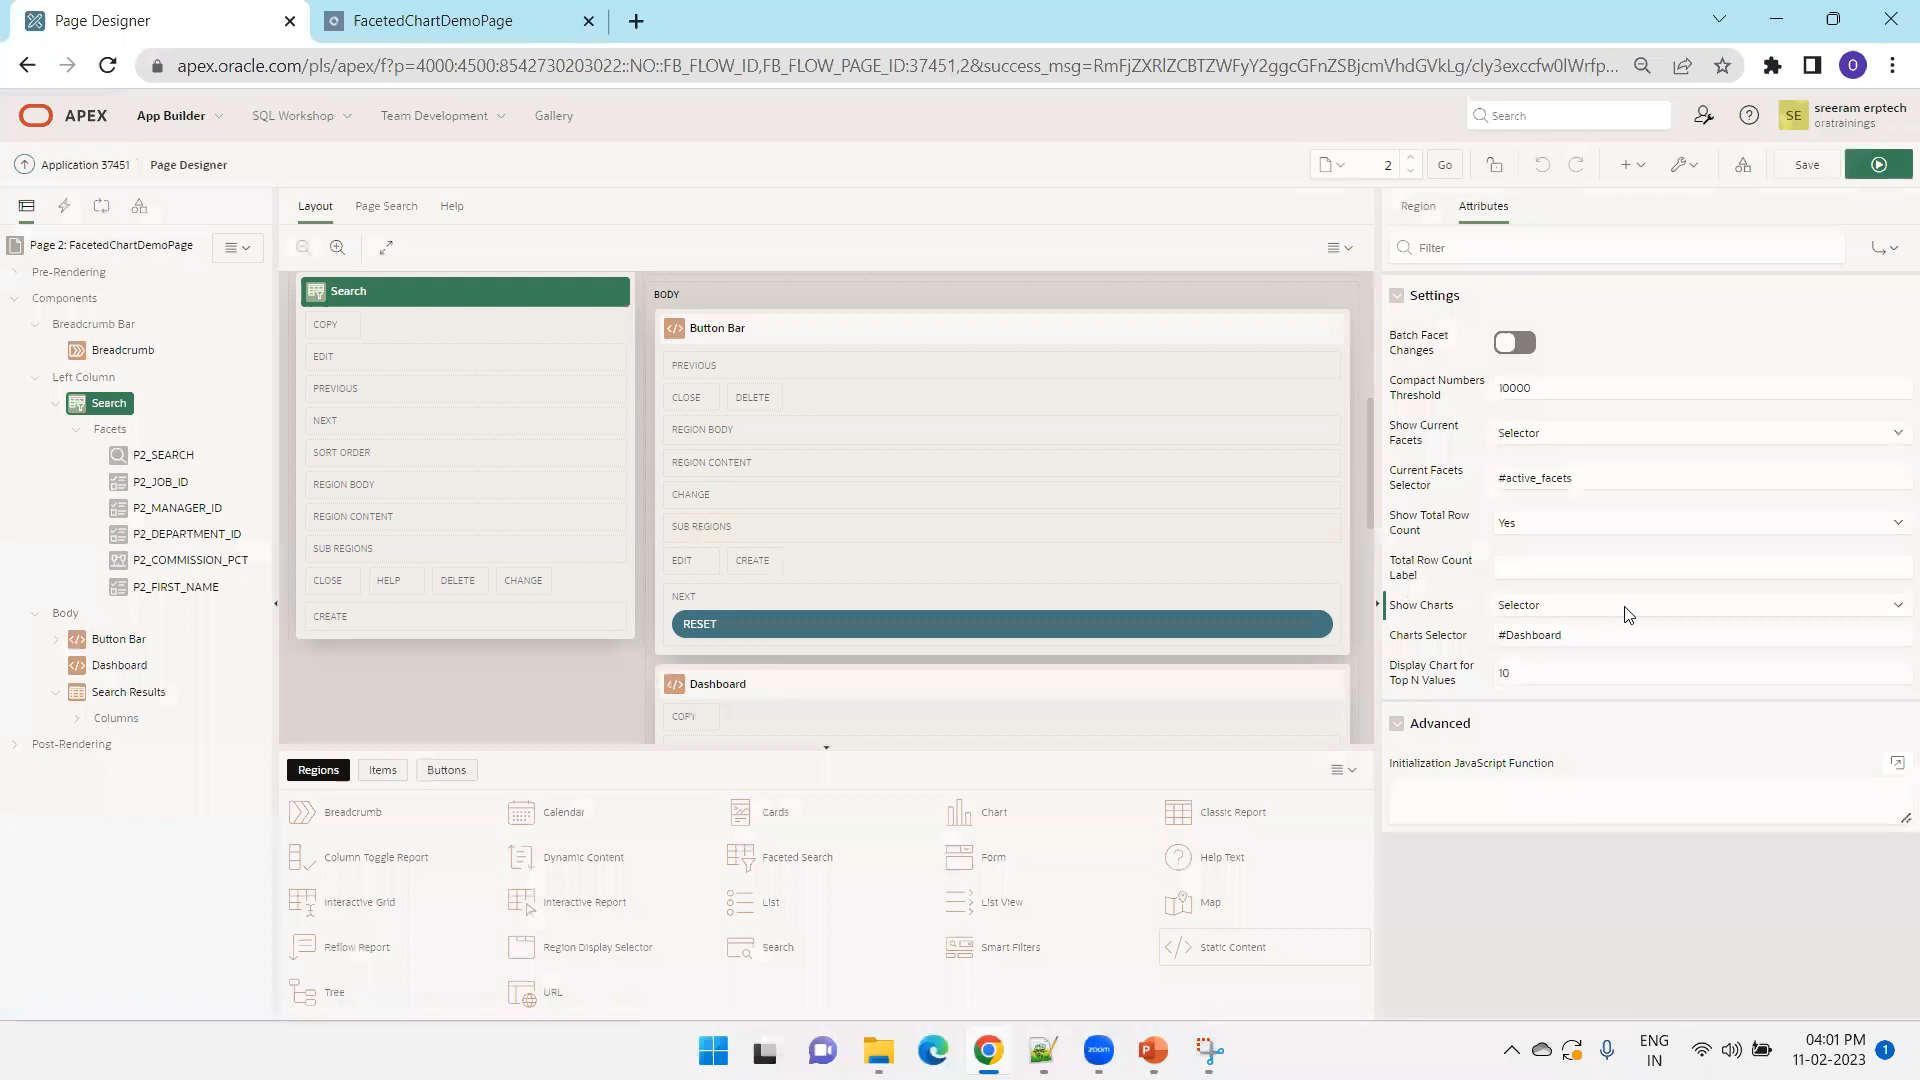 Page Designer
FacetedChartDemoPage
apex.oracle.com/pls/apex/f?p=4000:4500:8542730203022::NO::FB_FLOW_ID,FB_FLOW_PAGE_ID:37451,2&success_msg=RmFjZXRlZCBTZWFyY2ggcGFnZSBjcmVhdGVkLg/cIy3exccfw0lWrfp...
O
APEX
App Builder
SQL Workshop
Team Development
Gallery
Search
SE
sreeram erptech
oratrainings
Application 37451
Page Designer
2
Go
Save
Layout
Page Search
Help
Region
Attributes
Page 2: FacetedChartDemoPage
Pre-Rendering
Components
Breadcrumb Bar
Breadcrumb
Left Column
Search
Facets
P2_SEARCH
P2_JOB_ID
P2_MANAGER_ID
P2_DEPARTMENT_ID
P2_COMMISSION_PCT
P2_FIRST_NAME
Body
Button Bar
Dashboard
Search Results
Columns
Post-Rendering
Search
COPY
EDIT
PREVIOUS
NEXT
SORT ORDER
REGION BODY
REGION CONTENT
SUB REGIONS
CLOSE
HELP
DELETE
CHANGE
CREATE
BODY
Button Bar
PREVIOUS
CLOSE
DELETE
REGION BODY
REGION CONTENT
CHANGE
SUB REGIONS
EDIT
CREATE
NEXT
RESET
Dashboard
COPY
Regions
Items
Buttons
Breadcrumb
Calendar
Cards
Chart
Classic Report
Column Toggle Report
Dynamic Content
Faceted Search
Form
Help Text
Interactive Grid
Interactive Report
List
List View
Map
Reflow Report
Region Display Selector
Search
Smart Filters
Static Content
Tree
URL
Filter
Settings
Batch Facet
Changes
Compact Numbers
Threshold
10000
Show Current
Facets
Selector
Current Facets
Selector
#active_facets
Show Total Row
Count
Yes
Total Row Count
Label
Show Charts
Selector
Charts Selector
#Dashboard
Display Chart for
Top N Values
10
Advanced
Initialization JavaScript Function
zoom
ENG
IN
04:01 PM
11-02-2023
1